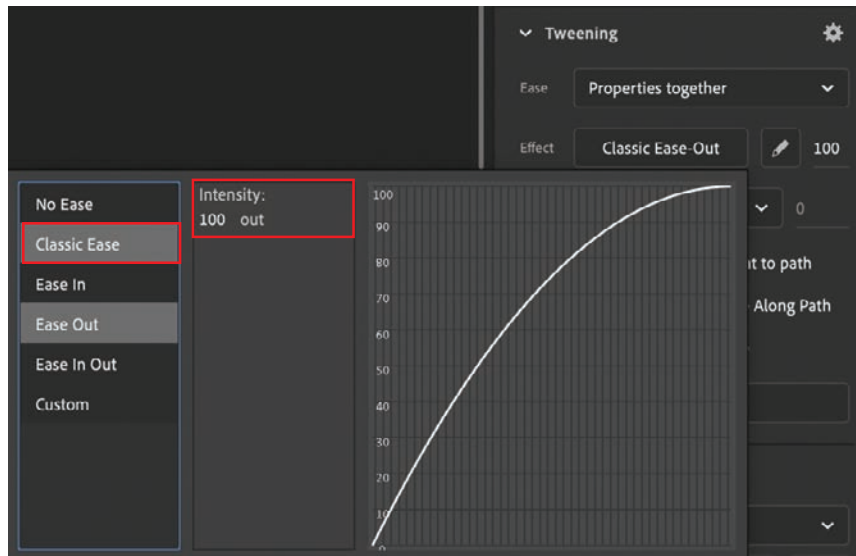 Tweening
Ease Properties together
Effect Classic Ease-Out 100
No Ease
Classic Ease
Ease In
Ease Out
Ease In Out
Custom
Intensity:
100 out
100
90
80
70
60
50
40
30
20
10
0
0
to path
Along Path